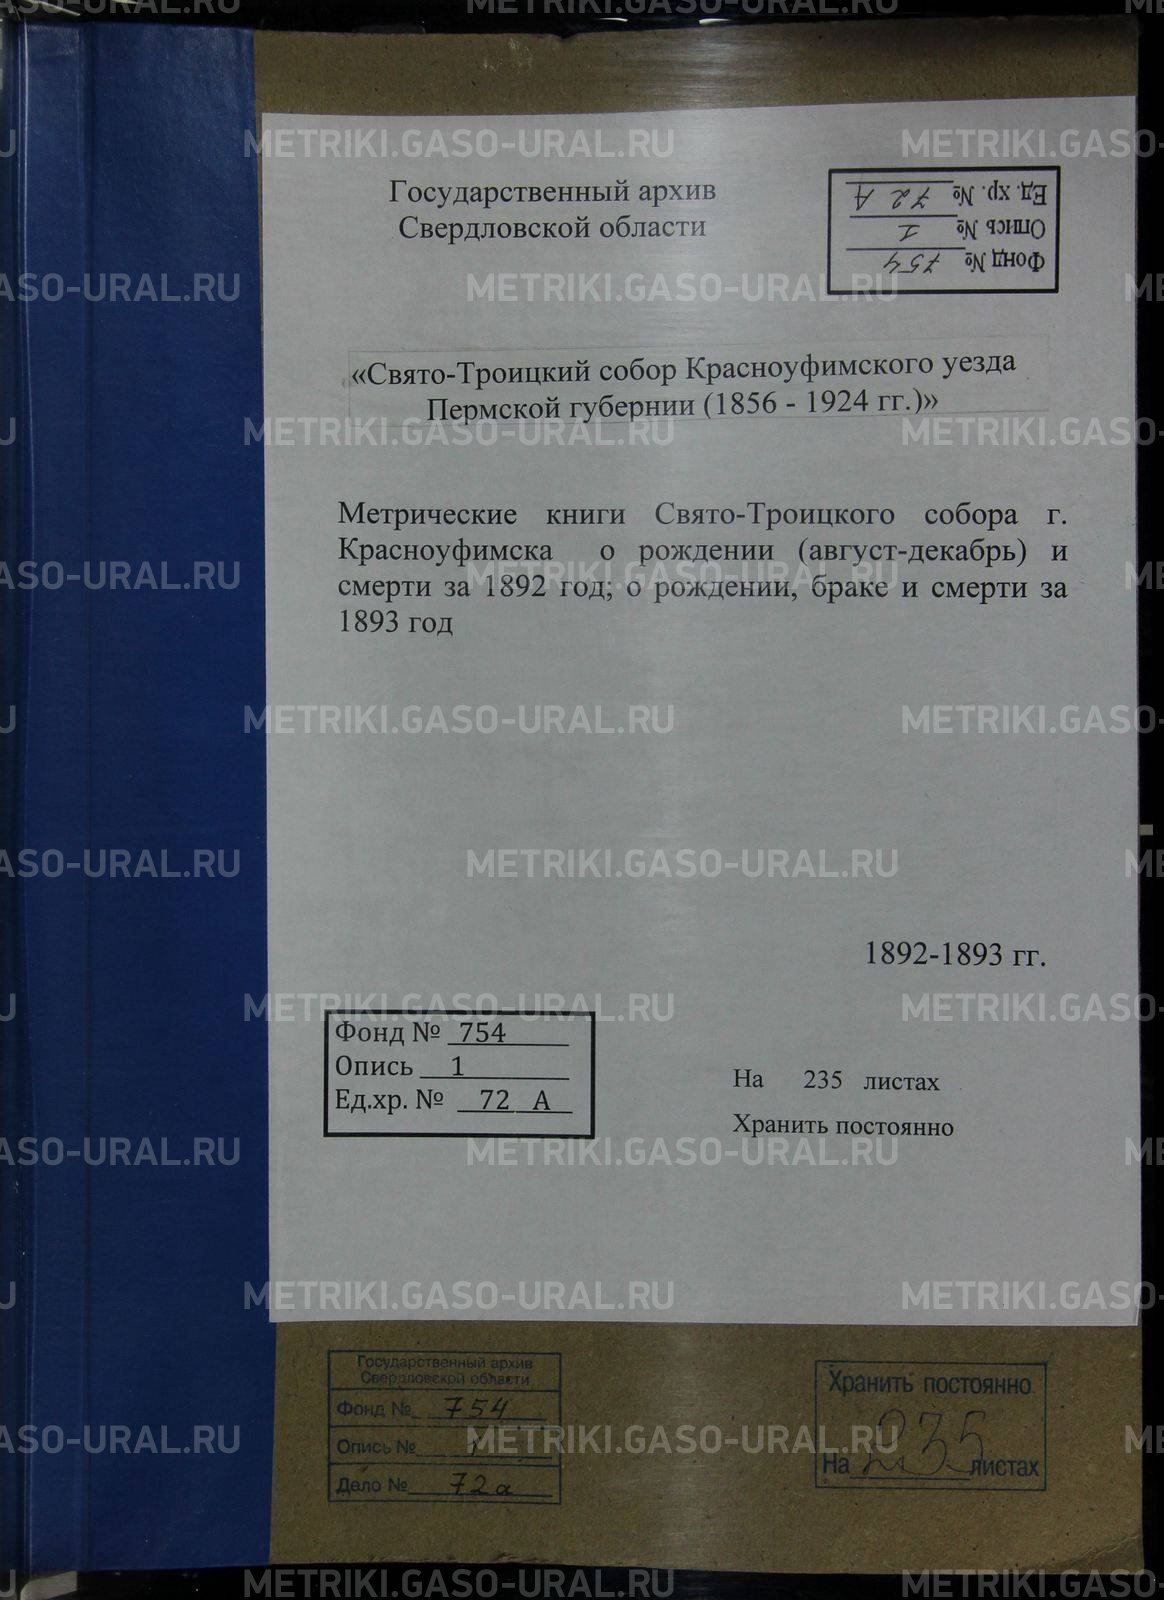 Государственный архив
Свердловской области
Ед. хр. № 72 А
Опись № 1
Фонд № 754
«Свято-Троицкий собор Красноуфимского уезда
Пермской губернии (1856 - 1924 гг.)»
Метрические книги Свято-Троицкого собора г.
Красноуфимска о рождении (август-декабрь) и
смерти за 1892 год; о рождении, браке и смерти за
1893 год
1892-1893 гг.
Фонд № 754
Опись 1
Ед.хр. № 72 А
На 235 листах
Хранить постоянно
Государственный архив
Свердловской области
Фонд № 754
Опись № 1
Дело № 72а
Хранить постоянно
На 235 листах
METRIKI.GASO-URAL.RU